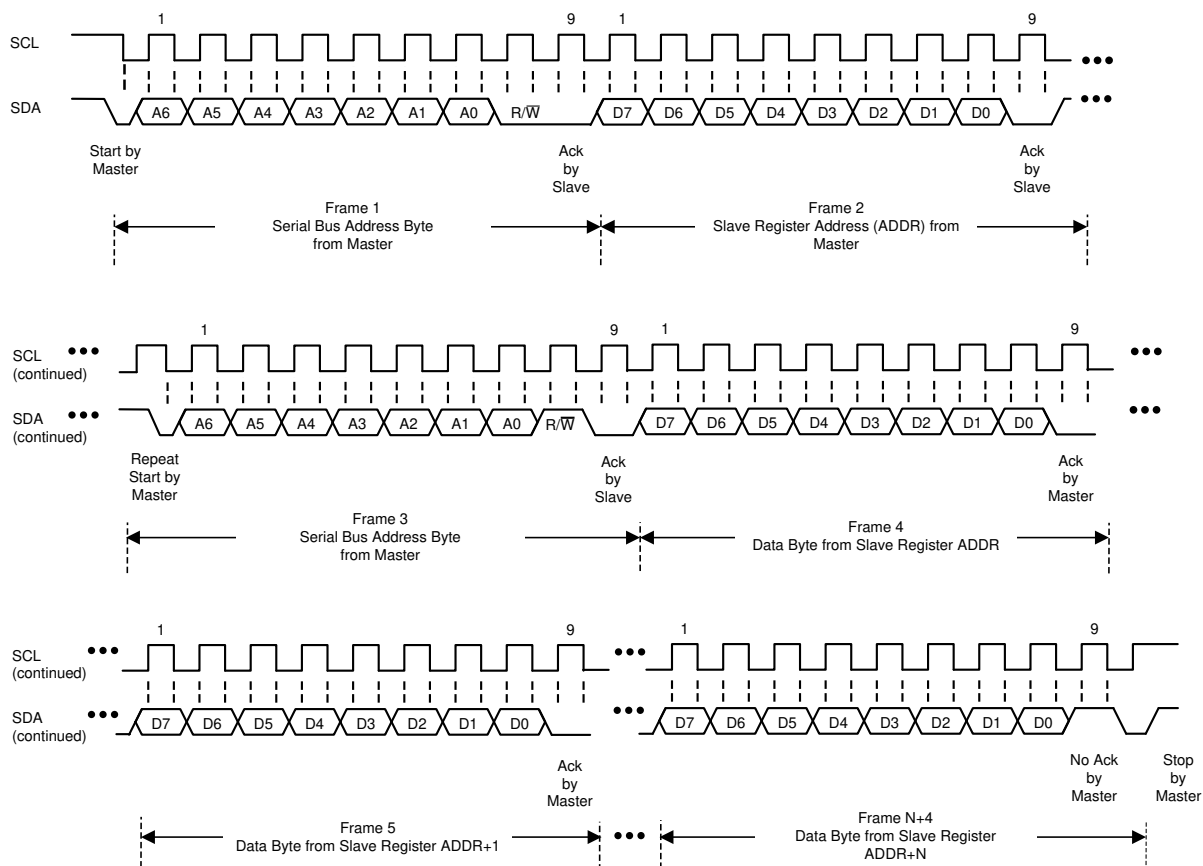 1 9 1 9
SCL
SDA A6 A5 A4 A3 A2 A1 A0 R/W̅ D7 D6 D5 D4 D3 D2 D1 D0
Start by
Master
Ack
by
Slave
Ack
by
Slave
Frame 1
Serial Bus Address Byte
from Master
Frame 2
Slave Register Address (ADDR) from
Master
1 9 1 9
SCL
(continued)
SDA
(continued)
A6 A5 A4 A3 A2 A1 A0 R/W̅ D7 D6 D5 D4 D3 D2 D1 D0
Repeat
Start by
Master
Ack
by
Slave
Ack
by
Master
Frame 3
Serial Bus Address Byte
from Master
Frame 4
Data Byte from Slave Register ADDR
1 9 1 9
SCL
(continued)
SDA
(continued)
D7 D6 D5 D4 D3 D2 D1 D0 D7 D6 D5 D4 D3 D2 D1 D0
Ack
by
Master
No Ack
by
Master
Stop
by
Master
Frame 5
Data Byte from Slave Register ADDR+1
Frame N+4
Data Byte from Slave Register
ADDR+N